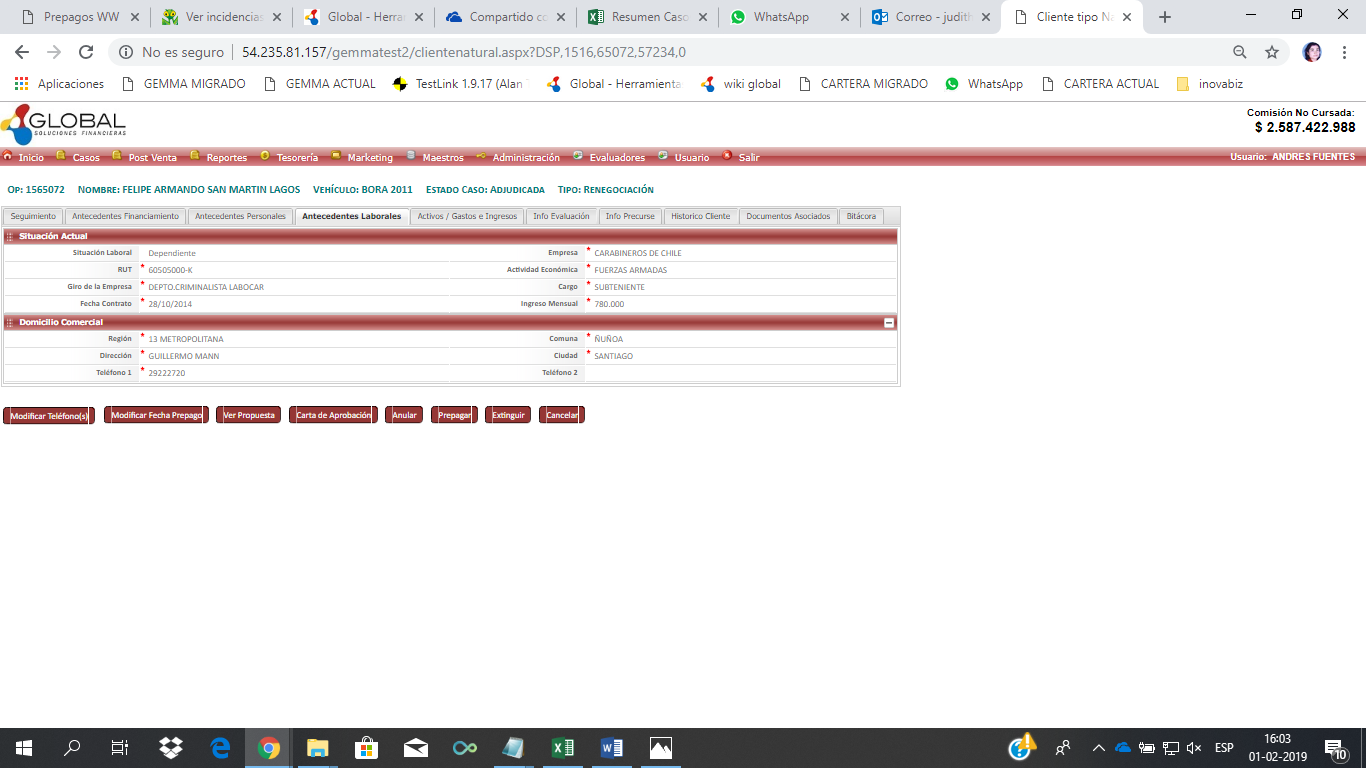 Prepagos WW
Ver incidencias
Global - Herra
Compartido co
Resumen Caso
WhatsApp
Correo - judith
Cliente tipo Na
No es seguro
54.235.81.157/gemmatest2/clientenatural.aspx?DSP,1516,65072,57234,0
Aplicaciones
GEMMA MIGRADO
GEMMA ACTUAL
TestLink 1.9.17 (Alan
Global - Herramienta
wiki global
CARTERA MIGRADO
WhatsApp
CARTERA ACTUAL
inovabiz
GLOBAL
SOLUCIONES FINANCIERAS
Comisión No Cursada:
$ 2.587.422.988
Inicio Casos Post Venta Reportes Tesorería Marketing Maestros Administración Evaluadores Usuario Salir
Usuario: ANDRES FUENTES
Op: 1565072 Nombre: FELIPE ARMANDO SAN MARTIN LAGOS Vehículo: BORA 2011 Estado Caso: Adjudicada Tipo: Renegociación
Seguimiento Antecedentes Financiamiento Antecedentes Personales Antecedentes Laborales Activos / Gastos e Ingresos Info Evaluación Info Precurse Historico Cliente Documentos Asociados Bitácora
Situación Actual
Situación Laboral Dependiente Empresa * CARABINEROS DE CHILE
RUT * 60505000-K Actividad Económica * FUERZAS ARMADAS
Giro de la Empresa * DEPTO.CRIMINALISTA LABOCAR Cargo * SUBTENIENTE
Fecha Contrato * 28/10/2014 Ingreso Mensual * 780.000
Domicilio Comercial
Región * 13 METROPOLITANA Comuna * ÑUÑOA
Dirección * GUILLERMO MANN Ciudad * SANTIAGO
Teléfono 1 * 29222720 Teléfono 2
Modificar Teléfono(s) Modificar Fecha Prepago Ver Propuesta Carta de Aprobación Anular Prepagar Extinguir Cancelar
ESP
16:03
01-02-2019
10